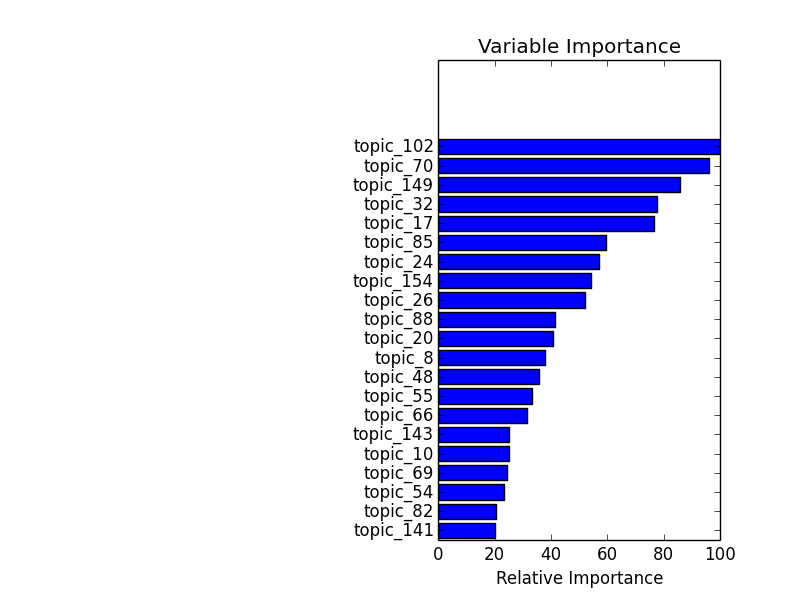 Variable Importance
topic_102
topic_70
topic_149
topic_32
topic_17
topic_85
topic_24
topic_154
topic_26
topic_88
topic_20
topic_8
topic_48
topic_55
topic_66
topic_143
topic_10
topic_69
topic_54
topic_82
topic_141
0 20 40 60 80 100
Relative Importance